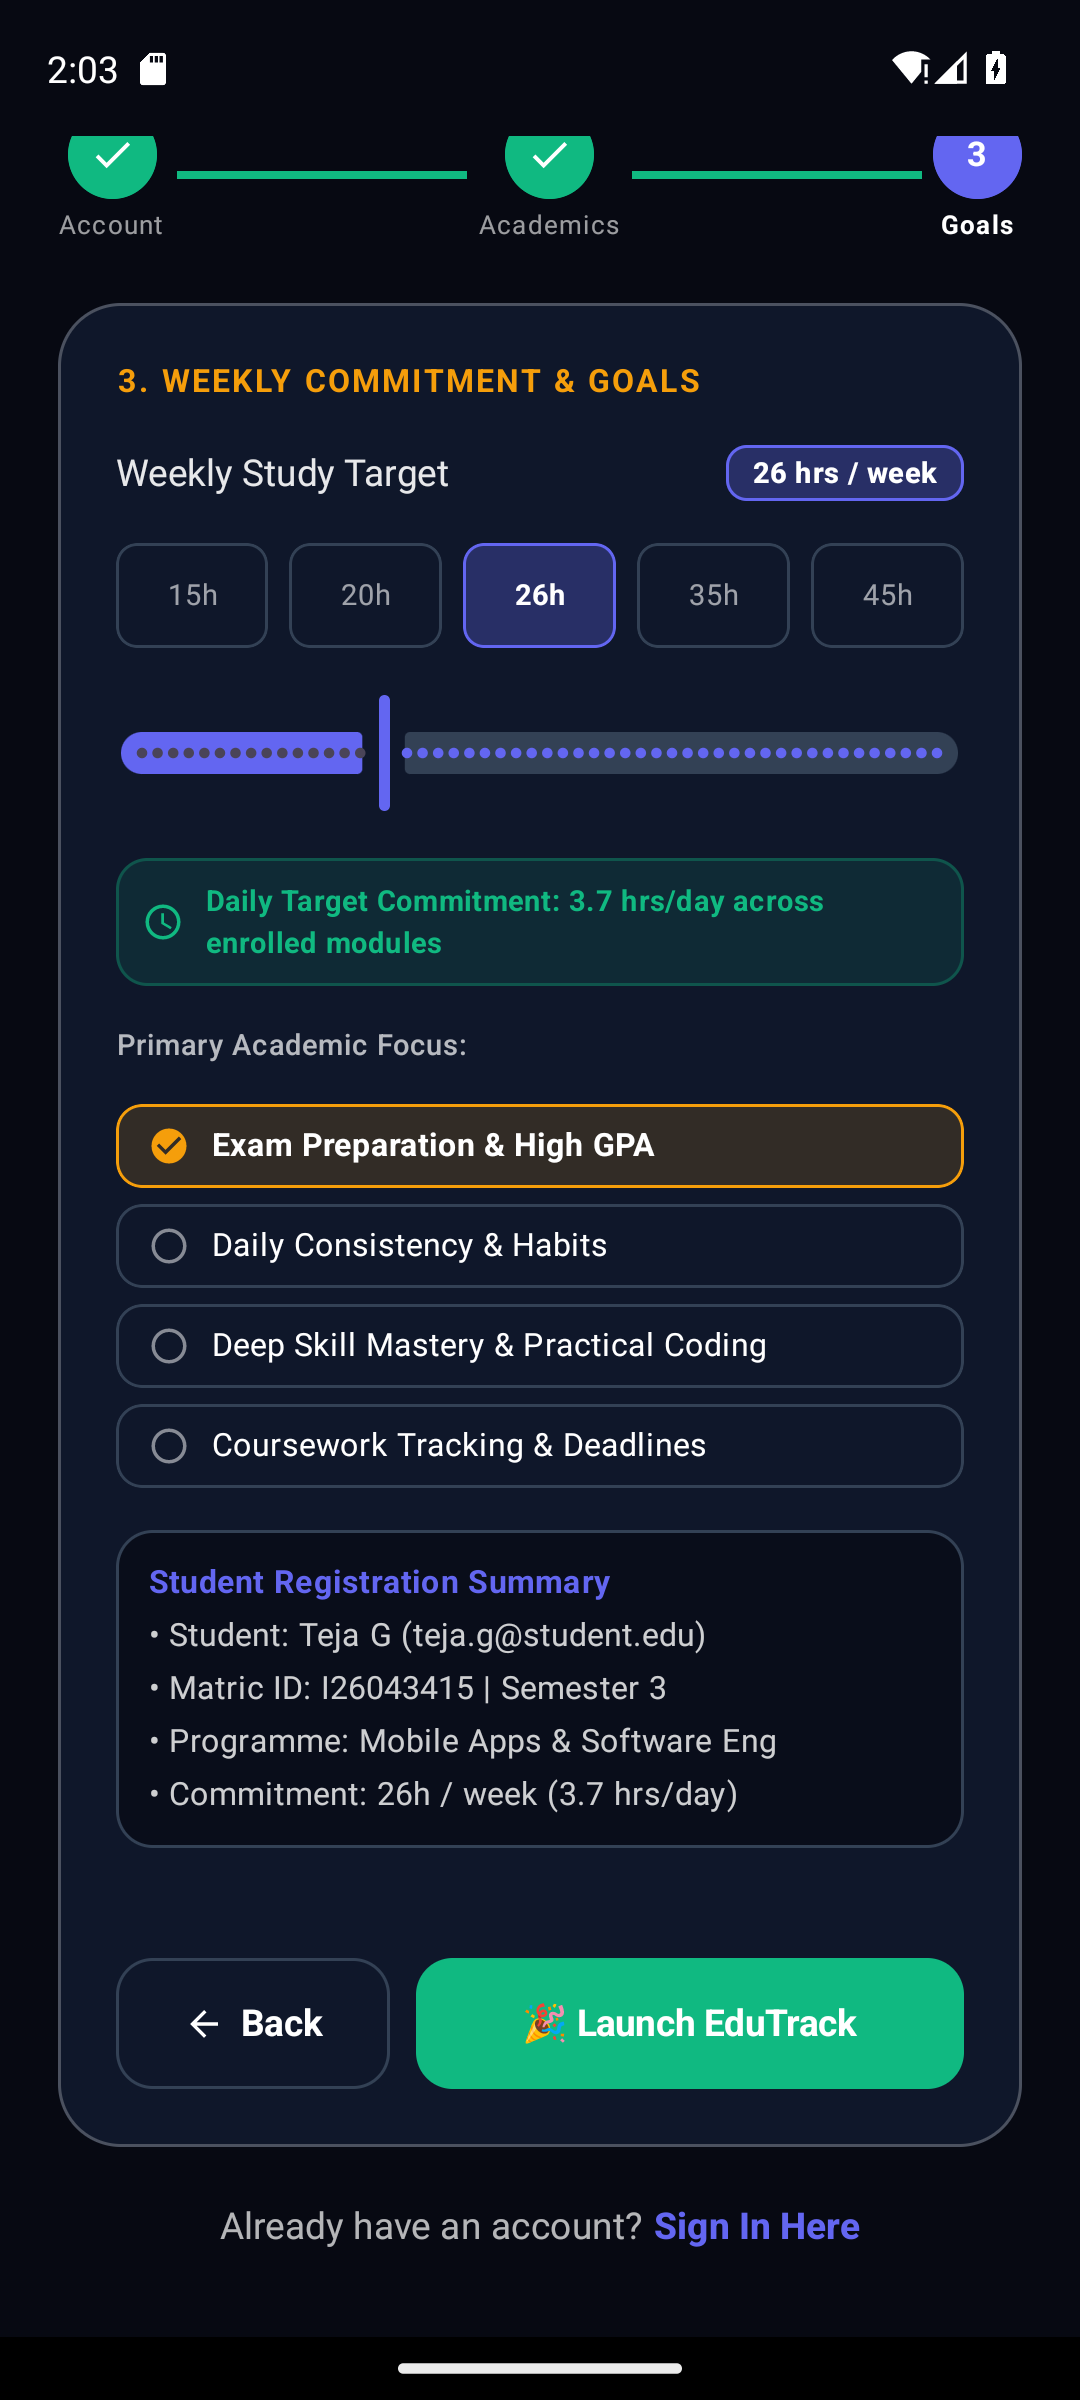 2:03
3
Account
Academics
Goals
3. WEEKLY COMMITMENT & GOALS
Weekly Study Target
26 hrs / week
15h
20h
26h
35h
45h
Daily Target Commitment: 3.7 hrs/day across
enrolled modules
Primary Academic Focus:
Exam Preparation & High GPA
Daily Consistency & Habits
Deep Skill Mastery & Practical Coding
Coursework Tracking & Deadlines
Student Registration Summary
• Student: Teja G (teja.g@student.edu)
• Matric ID: I26043415 | Semester 3
• Programme: Mobile Apps & Software Eng
• Commitment: 26h / week (3.7 hrs/day)
Back
🎉 Launch EduTrack
Already have an account? Sign In Here